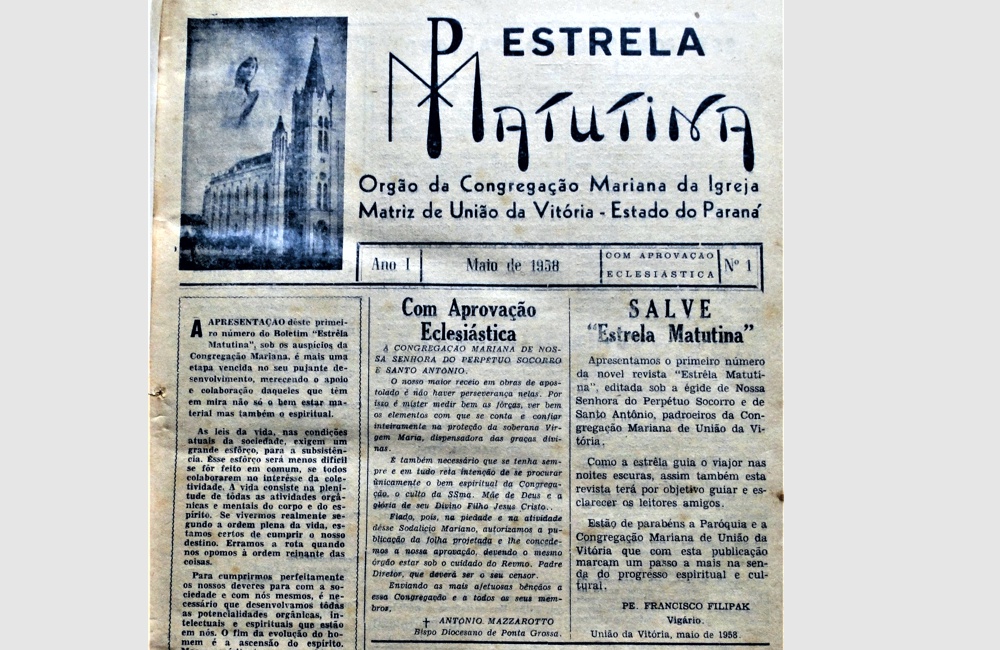 ESTRELA
MATUTINA
Orgão da Congregação Mariana da Igreja
Matriz de União da Vitória - Estado do Paraná
Ano I
Maio de 1958
COM APROVAÇÃO
ECLESIÁSTICA
Nº 1
A APRESENTAÇÃO dêste primei-
ro número do Boletim "Estrêla
Matutina", sob os auspícios da
Congregação Mariana, é mais uma
etapa vencida no seu pujante de-
senvolvimento, merecendo o apoio
e colaboração daqueles que têm
em mira não só o bem estar ma-
terial mas também o espiritual.
As leis da vida, nas condições
atuais da sociedade, exigem um
grande esfôrço, para a subsistên-
cia. Esse esfôrço será menos difícil
se fôr feito em comum, se todos
colaborarem no interêsse da cole-
tividade. A vida consiste na pleni-
tude de tôdas as atividades orgâ-
nicas e mentais do corpo e do es-
pírito. Se vivermos realmente se-
gundo a ordem plena da vida, es-
tamos certos de cumprir o nosso
destino. Erramos a rota quando
nos opomos à ordem reinante das
coisas.
Para cumprirmos perfeitamente
os nossos deveres para com a so-
ciedade e com nós mesmos, é ne-
cessário que desenvolvamos tôdas
as potencialidades orgânicas, in-
telectuais e espirituais que estão
em nós. O fim da evolução do ho-
mem é a ascensão do espírito.
Com Aprovação
Eclesiástica
A CONGREGAÇÃO MARIANA DE NOS-
SA SENHORA DO PERPETUO SOCORRO
E SANTO ANTONIO.
O nosso maior receio em obras de apos-
tolado é não haver perseverança nelas. Por
isso é mister medir bem as fôrças, ver bem
os elementos com que se conta e confiar
inteiramente na proteção da soberana Vir-
gem Maria, dispensadora das graças divi-
nas.
É também necessário que se tenha sem-
pre e em tudo reta intenção de se procurar
únicamente o bem espiritual da Congrega-
ção, o culto da SSma. Mãe de Deus e a
glória de seu Divino Filho Jesus Cristo..
Fiado, pois, na piedade e na atividade
dêsse Sodalício Mariano, autorizamos a pu-
blicação da folha projetada e lhe concede-
mos a nossa aprovação, devendo o mesmo
órgão estar sob o cuidado do Revmo. Padre
Diretor, que deverá ser o seu censor.
Enviando as mais afetuosas bênçãos a
essa Congregação e a todos os seus mem-
bros.
† ANTONIO MAZZAROTTO
Bispo Diocesano de Ponta Grossa.
SALVE
"Estrela Matutina"
Apresentamos o primeiro número
da novel revista "Estrêla Matuti-
na", editada sob a égide de Nossa
Senhora do Perpétuo Socorro e de
Santo Antônio, padroeiros da Con-
gregação Mariana de União da Vi-
tória.
Como a estrêla guia o viajor nas
noites escuras, assim também esta
revista terá por objetivo guiar e es-
clarecer os leitores amigos.
Estão de parabéns a Paróquia e a
Congregação Mariana de União da
Vitória que com esta publicação
marcam um passo a mais na sen-
da do progresso espiritual e cul-
tural.
PE. FRANCISCO FILIPAK
Vigário.
União da Vitória, maio de 1958.